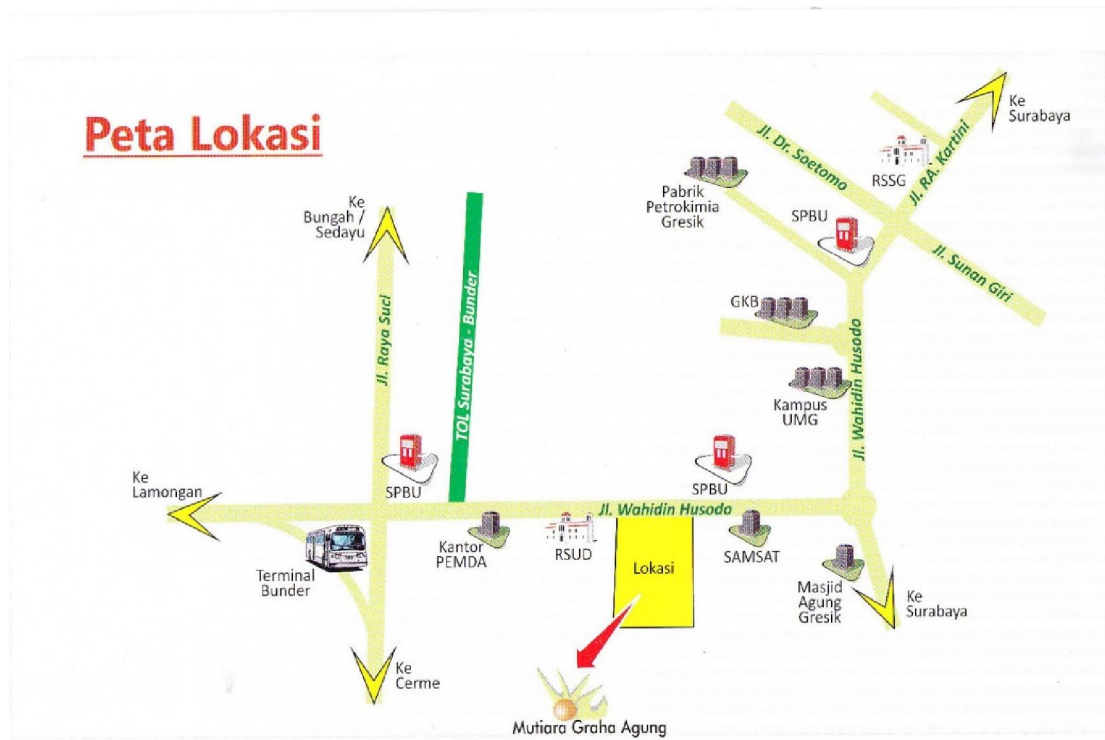 Peta Lokasi
Ke
Surabaya
Jl. Dr. Soetomo
RSSG
Jl. RA. Kartini
Pabrik
Petrokimia
Gresik
SPBU
Jl. Sunan Giri
Ke
Bungah /
Sedayu
Jl. Raya Suci
TOL Surabaya - Bunder
GKB
Jl. Wahidin Husodo
Kampus
UMG
Ke
Lamongan
SPBU
SPBU
Jl. Wahidin Husodo
Terminal
Bunder
Kantor
PEMDA
RSUD
Lokasi
SAMSAT
Masjid
Agung
Gresik
Ke
Surabaya
Ke
Cerme
Mutiara Graha Agung